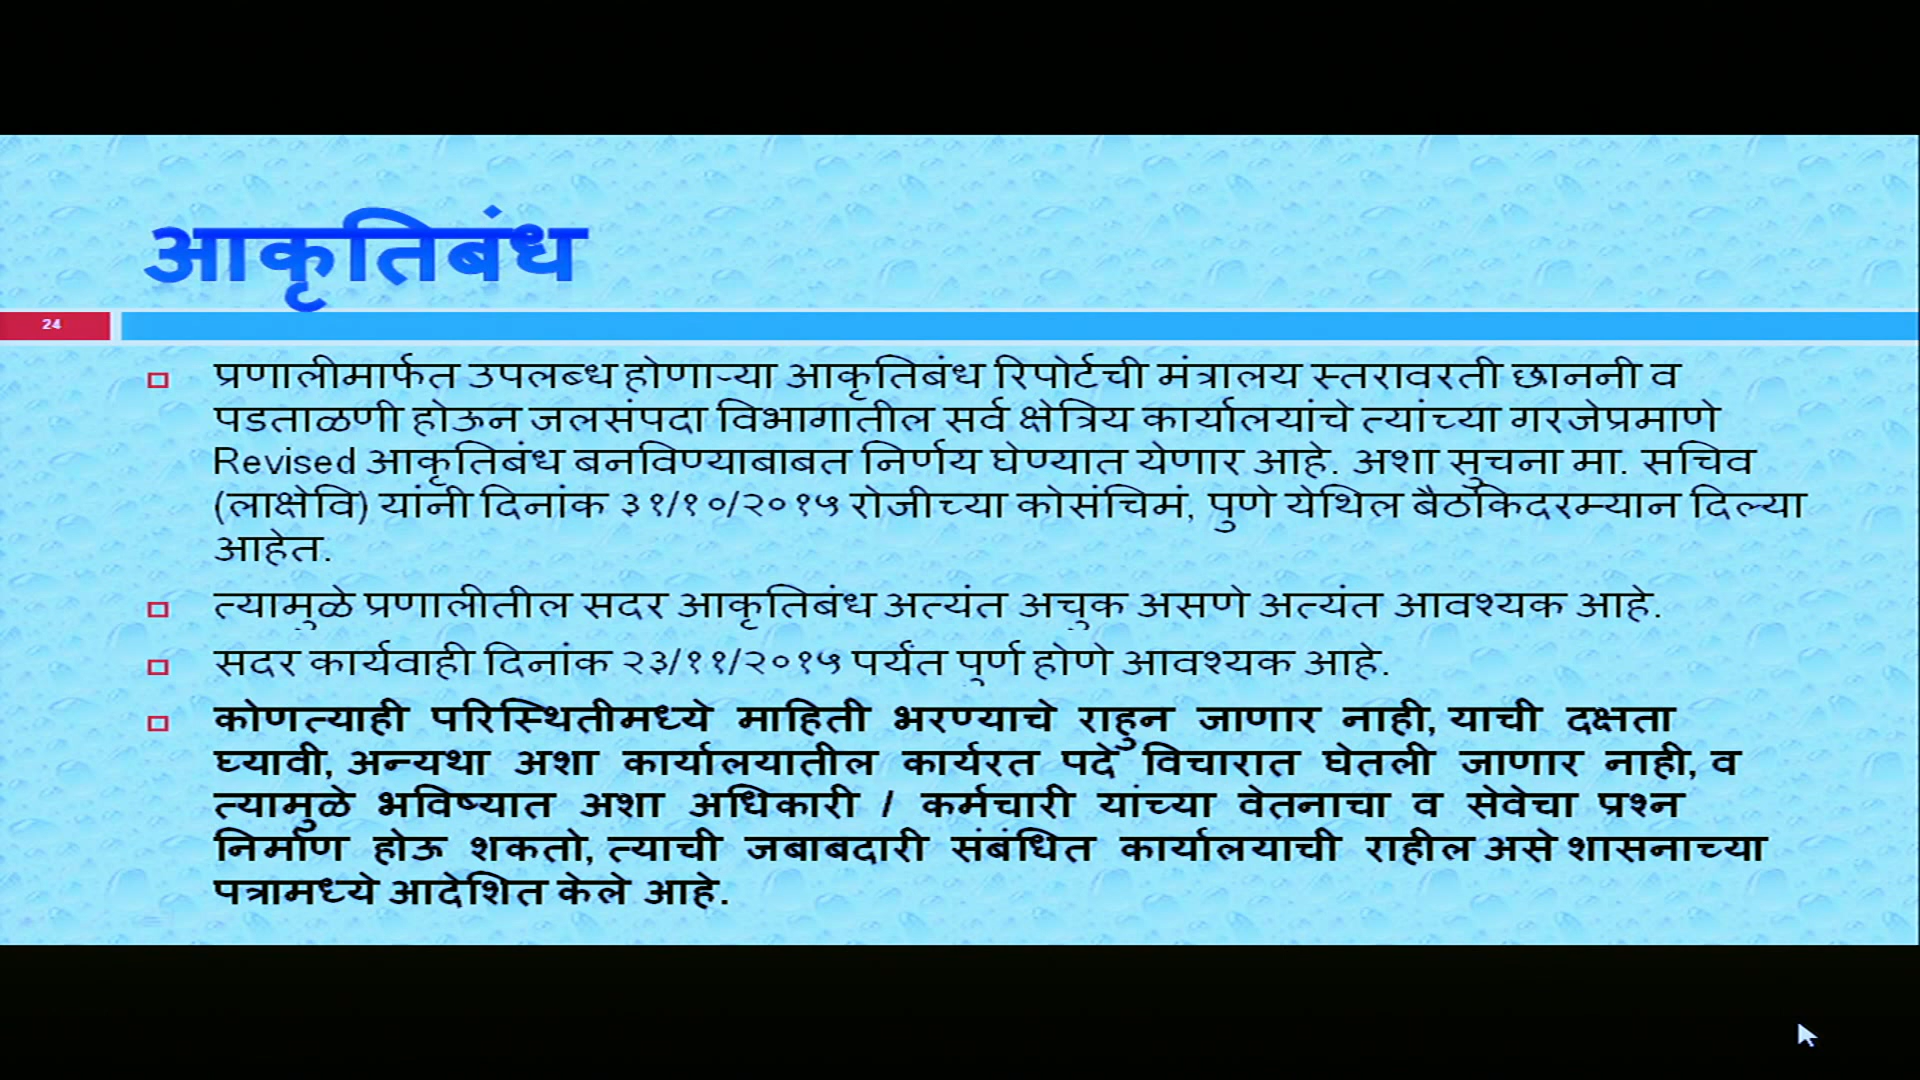 आकृतिबंध
24
प्रणालीमार्फत उपलब्ध होणाऱ्या आकृतिबंध रिपोर्टची मंत्रालय स्तरावरती छाननी व
पडताळणी होऊन जलसंपदा विभागातील सर्व क्षेत्रिय कार्यालयांचे त्यांच्या गरजेप्रमाणे
Revised आकृतिबंध बनविण्याबाबत निर्णय घेण्यात येणार आहे. अशा सुचना मा. सचिव
(लाक्षेवि) यांनी दिनांक ३१/१०/२०१५ रोजीच्या कोसंचिमं, पुणे येथिल बैठकिदरम्यान दिल्या
आहेत.
त्यामुळे प्रणालीतील सदर आकृतिबंध अत्यंत अचुक असणे अत्यंत आवश्यक आहे.
सदर कार्यवाही दिनांक २३/११/२०१५ पर्यंत पुर्ण होणे आवश्यक आहे.
कोणत्याही परिस्थितीमध्ये माहिती भरण्याचे राहुन जाणार नाही, याची दक्षता
घ्यावी, अन्यथा अशा कार्यालयातील कार्यरत पदे विचारात घेतली जाणार नाही, व
त्यामुळे भविष्यात अशा अधिकारी / कर्मचारी यांच्या वेतनाचा व सेवेचा प्रश्न
निर्माण होऊ शकतो, त्याची जबाबदारी संबंधित कार्यालयाची राहील असे शासनाच्या
पत्रामध्ये आदेशित केले आहे.